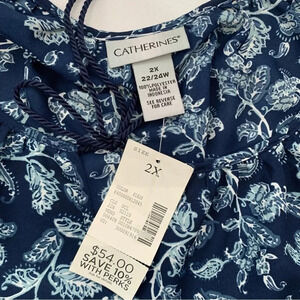 CATHERINES®
2X
22/24W
100% POLYESTER
MADE IN
INDONESIA
SEE REVERSE
FOR CARE
SIZE
2X
$54.00
SAVE 10%
WITH PERKS